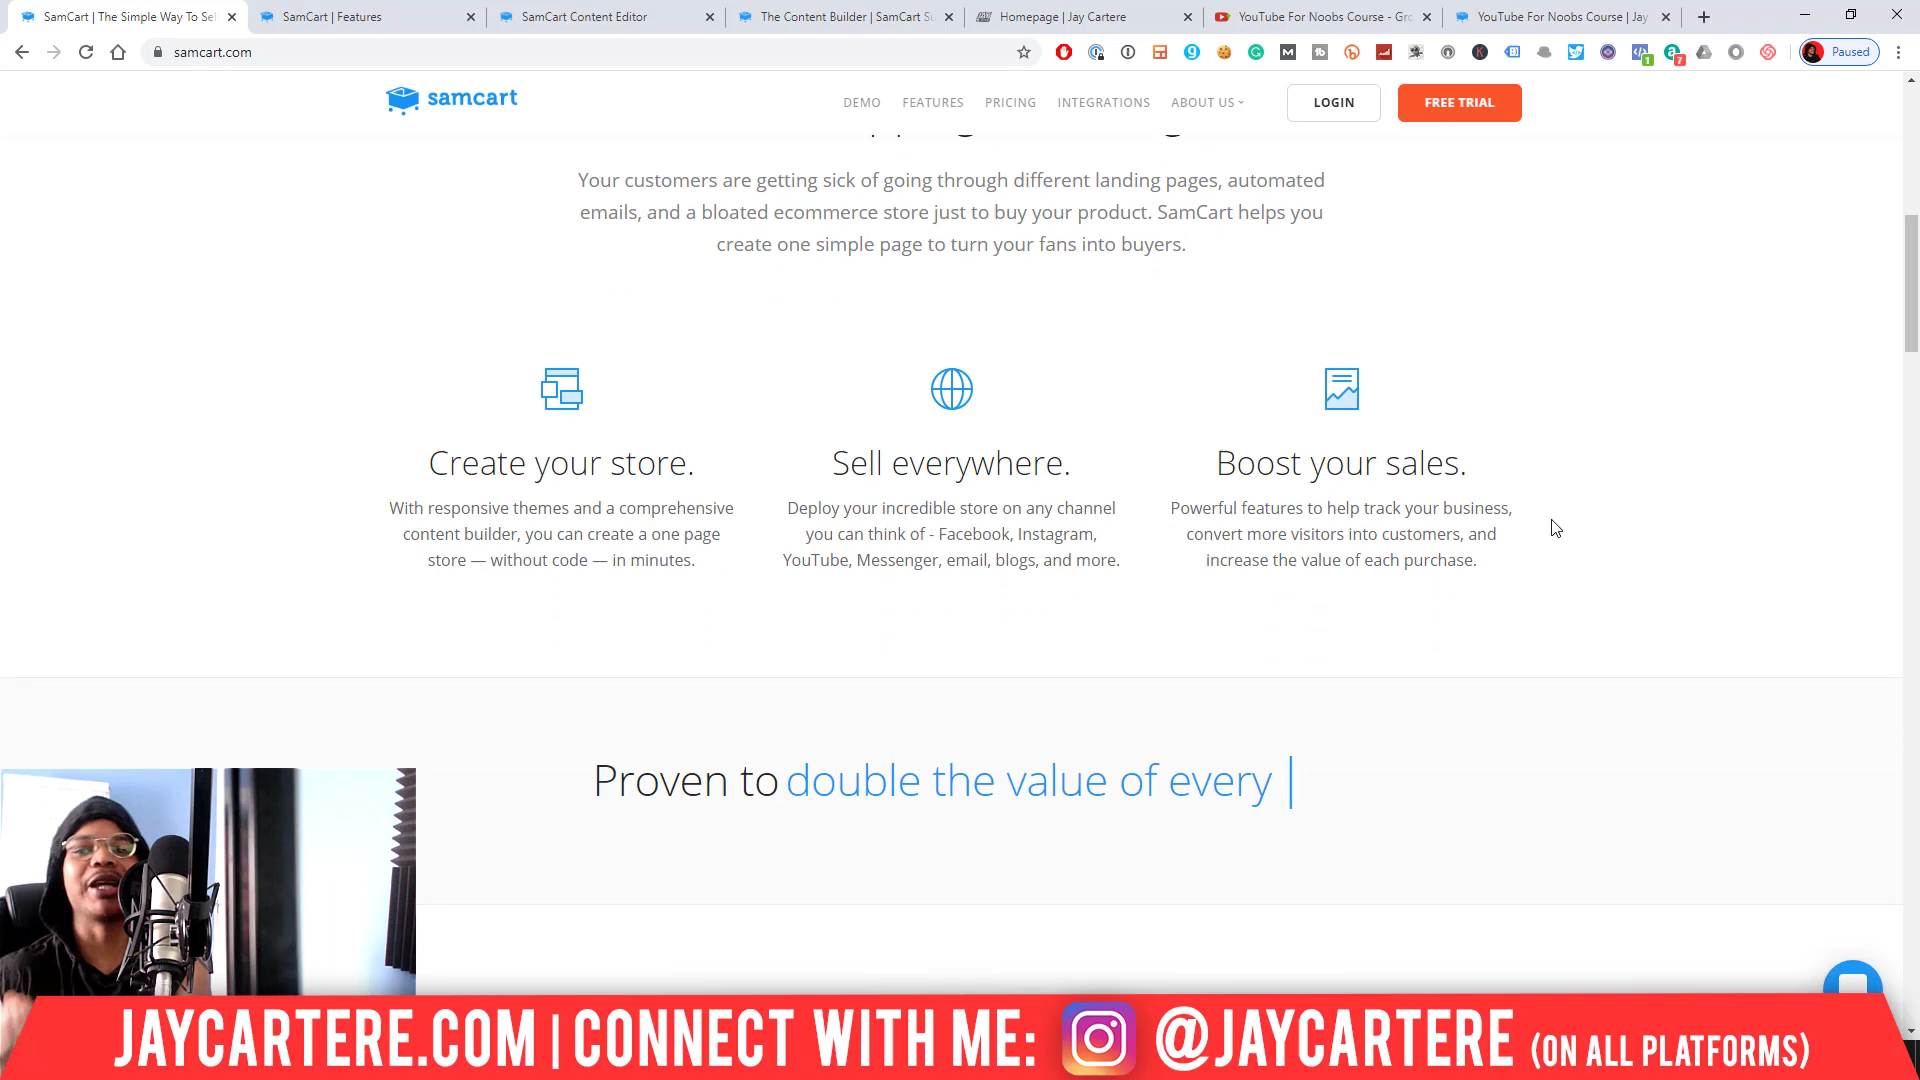 SamCart | The Simple Way To Sel
SamCart | Features
SamCart Content Editor
The Content Builder | SamCart Su
Homepage | Jay Cartere
YouTube For Noobs Course - Gro
YouTube For Noobs Course | Jay
samcart.com
1
7
Paused
samcart
DEMO
FEATURES
PRICING
INTEGRATIONS
ABOUT US
LOGIN
FREE TRIAL
Your customers are getting sick of going through different landing pages, automated
emails, and a bloated ecommerce store just to buy your product. SamCart helps you
create one simple page to turn your fans into buyers.
Create your store.
With responsive themes and a comprehensive
content builder, you can create a one page
store — without code — in minutes.
Sell everywhere.
Deploy your incredible store on any channel
you can think of - Facebook, Instagram,
YouTube, Messenger, email, blogs, and more.
Boost your sales.
Powerful features to help track your business,
convert more visitors into customers, and
increase the value of each purchase.
Proven to double the value of every
JAYCARTERE.COM | CONNECT WITH ME: @JAYCARTERE (ON ALL PLATFORMS)